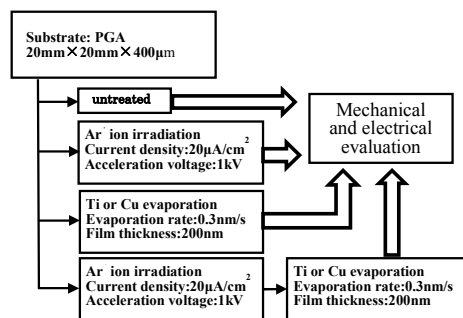 Substrate: PGA
20mm×20mm×400μm
untreated
Ar+ ion irradiation
Current density:20μA/cm2
Acceleration voltage:1kV
Mechanical
and electrical
evaluation
Ti or Cu evaporation
Evaporation rate:0.3nm/s
Film thickness:200nm
Ar+ ion irradiation
Current density:20μA/cm2
Acceleration voltage:1kV
Ti or Cu evaporation
Evaporation rate:0.3nm/s
Film thickness:200nm